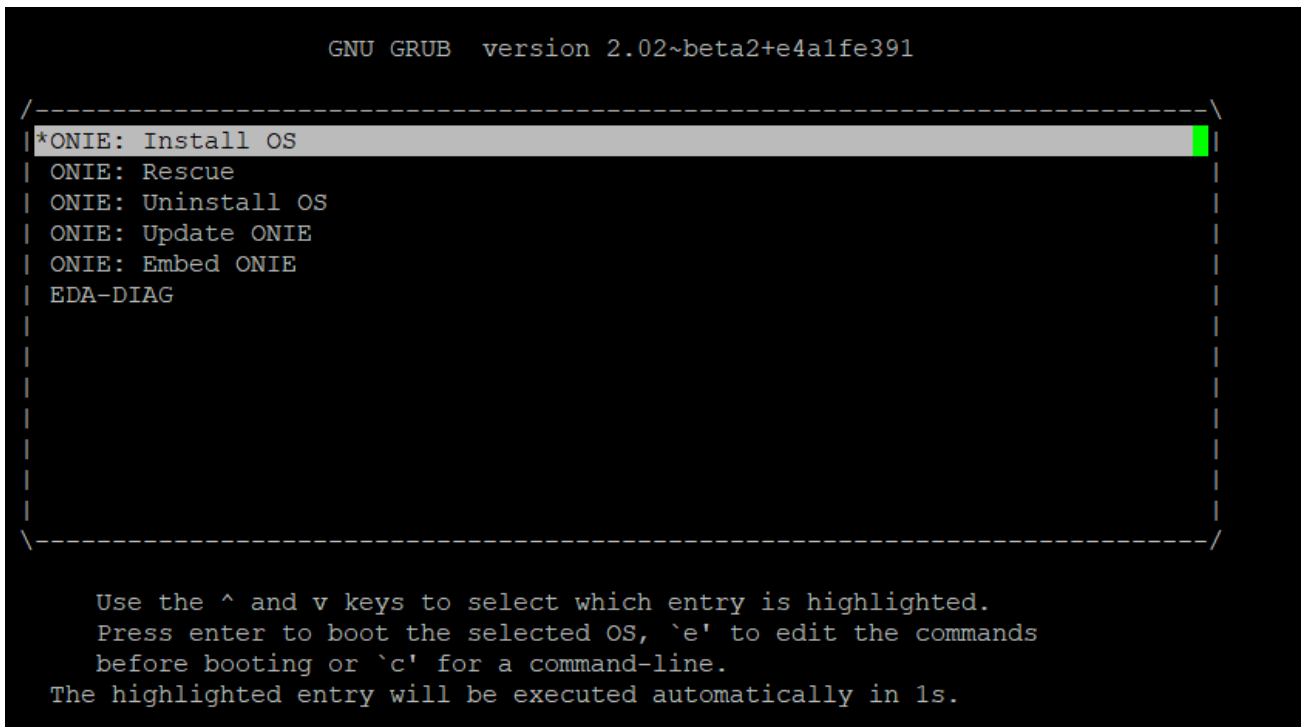 GNU GRUB  version 2.02~beta2+e4a1fe391
/----------------------------------------------------------------------------\
|*ONIE: Install OS |
| ONIE: Rescue |
| ONIE: Uninstall OS |
| ONIE: Update ONIE |
| ONIE: Embed ONIE |
| EDA-DIAG |
| |
| |
| |
| |
| |
| |
| |
\----------------------------------------------------------------------------/
Use the ^ and v keys to select which entry is highlighted.
Press enter to boot the selected OS, `e' to edit the commands
before booting or `c' for a command-line.
The highlighted entry will be executed automatically in 1s.